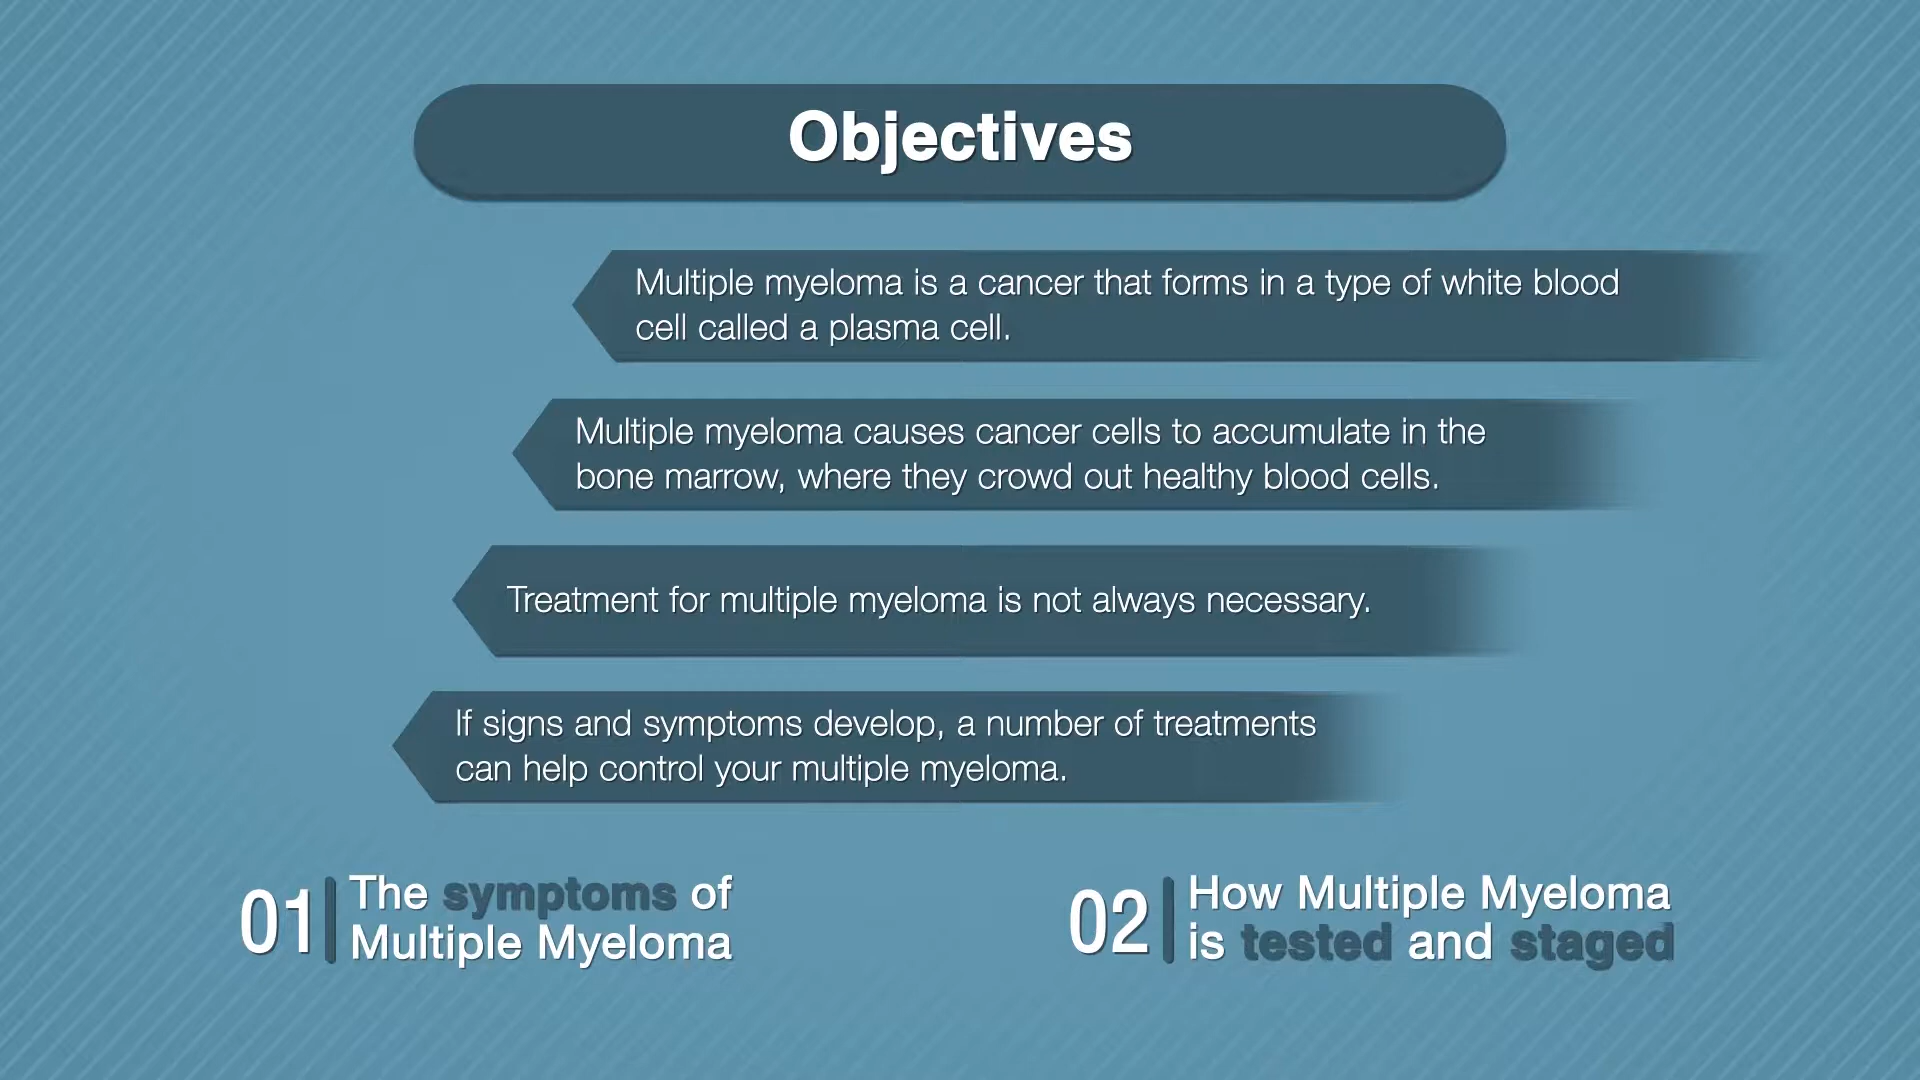 Objectives
Multiple myeloma is a cancer that forms in a type of white blood
cell called a plasma cell.
Multiple myeloma causes cancer cells to accumulate in the
bone marrow, where they crowd out healthy blood cells.
Treatment for multiple myeloma is not always necessary.
If signs and symptoms develop, a number of treatments
can help control your multiple myeloma.
01
The symptoms of
Multiple Myeloma
02
How Multiple Myeloma
is tested and staged